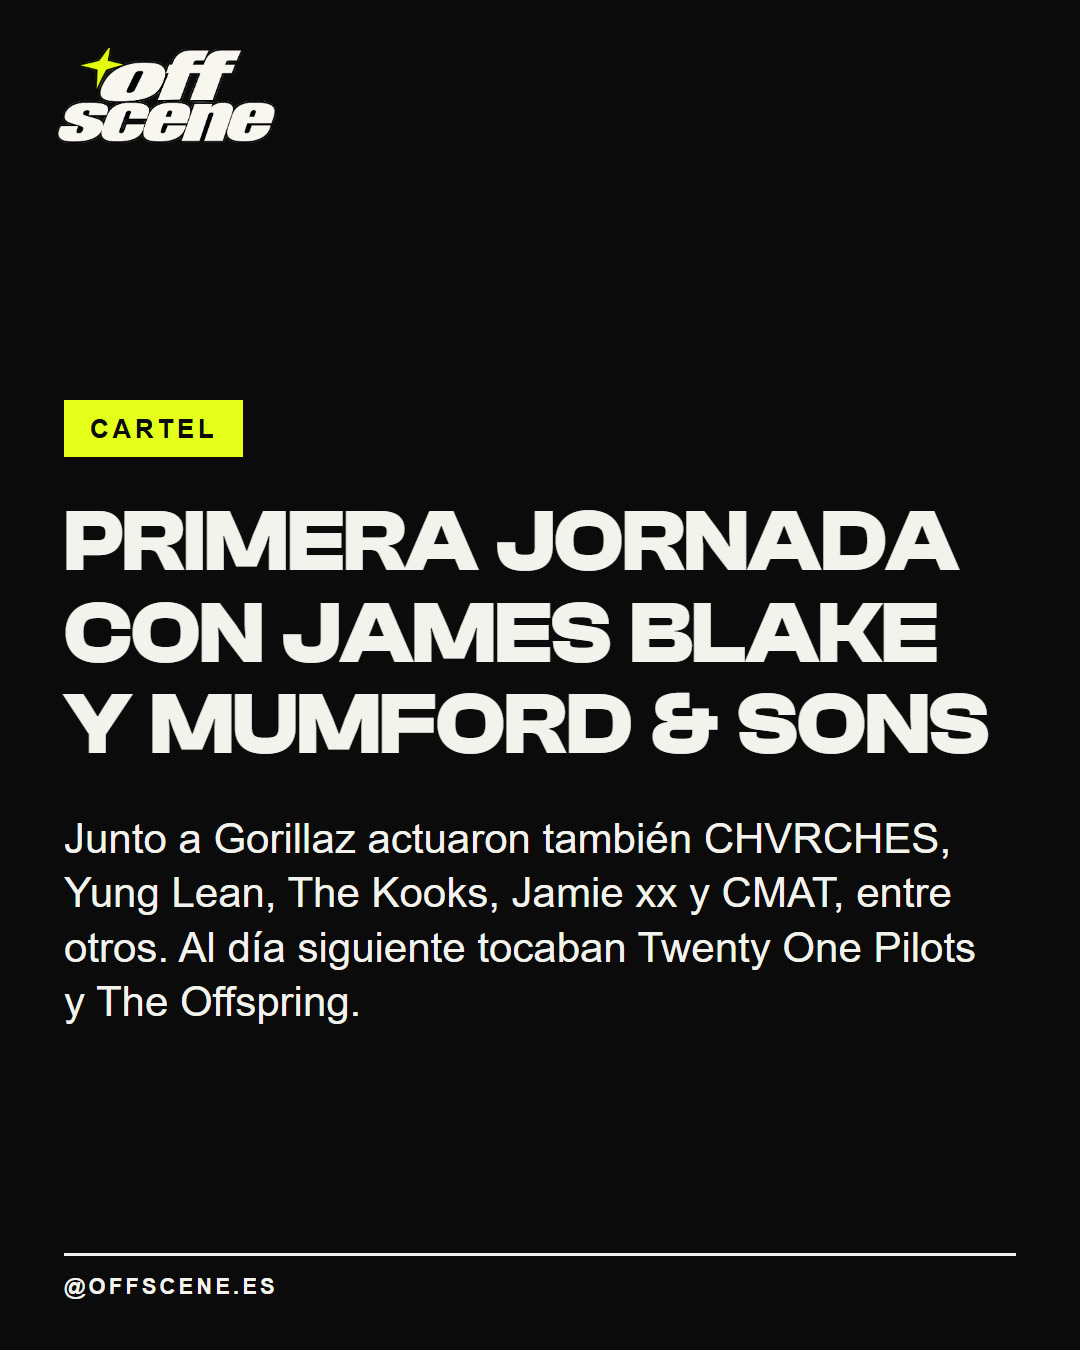 off
scene
CARTEL
PRIMERA JORNADA
CON JAMES BLAKE
Y MUMFORD & SONS
Junto a Gorillaz actuaron también CHVRCHES,
Yung Lean, The Kooks, Jamie xx y CMAT, entre
otros. Al día siguiente tocaban Twenty One Pilots
y The Offspring.
@OFFSCENE.ES